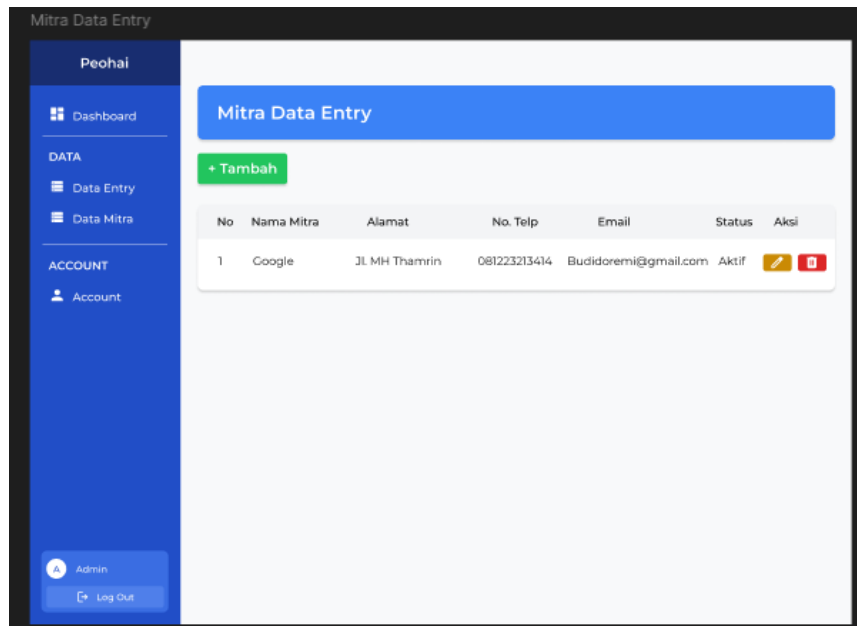 Mitra Data Entry
Peohai
Dashboard
DATA
Data Entry
Data Mitra
ACCOUNT
Account
A Admin
Log Out
Mitra Data Entry
+ Tambah
No Nama Mitra Alamat No. Telp Email Status Aksi
1 Google Jl. MH Thamrin 081223213414 Budidoremi@gmail.com Aktif